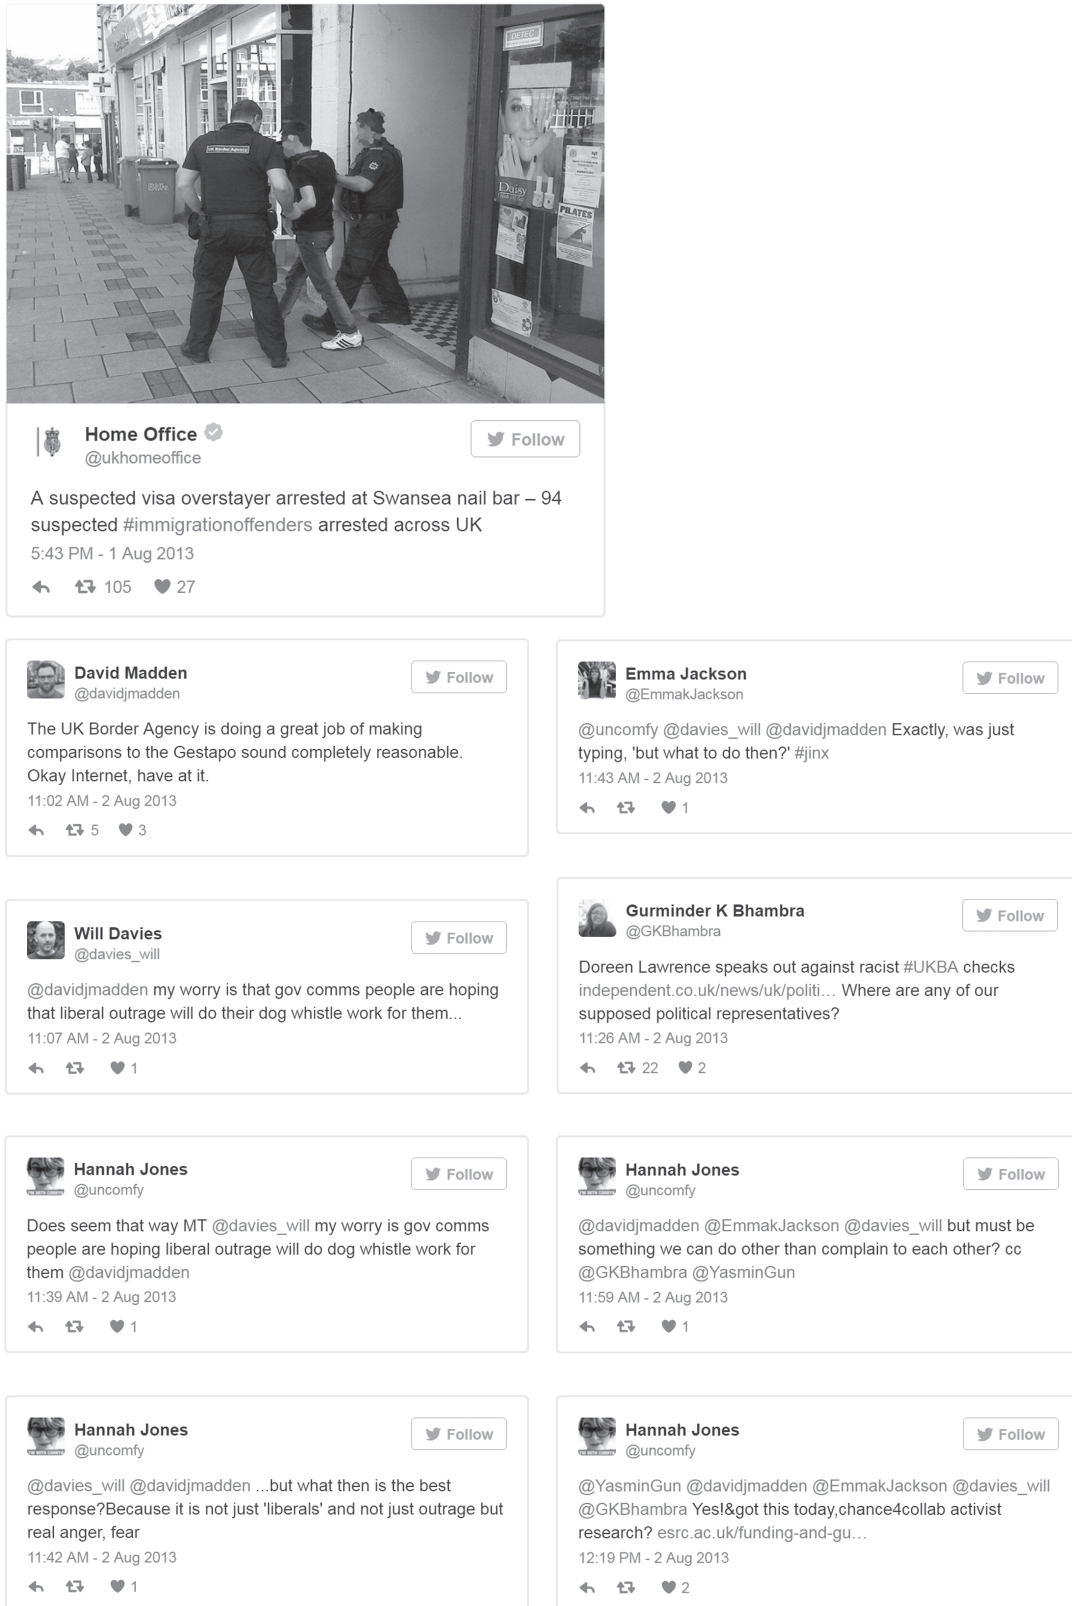 DETEC
UK Border Agency
Daisy
PILATES
Home Office
@ukhomeoffice
Follow
A suspected visa overstayer arrested at Swansea nail bar – 94
suspected #immigrationoffenders arrested across UK
5:43 PM - 1 Aug 2013
105 27
David Madden
@davidjmadden
Follow
The UK Border Agency is doing a great job of making
comparisons to the Gestapo sound completely reasonable.
Okay Internet, have at it.
11:02 AM - 2 Aug 2013
5 3
Will Davies
@davies_will
Follow
@davidjmadden my worry is that gov comms people are hoping
that liberal outrage will do their dog whistle work for them...
11:07 AM - 2 Aug 2013
1
Hannah Jones
@uncomfy
Follow
Does seem that way MT @davies_will my worry is gov comms
people are hoping liberal outrage will do dog whistle work for
them @davidjmadden
11:39 AM - 2 Aug 2013
1
Hannah Jones
@uncomfy
Follow
@davies_will @davidjmadden ...but what then is the best
response?Because it is not just 'liberals' and not just outrage but
real anger, fear
11:42 AM - 2 Aug 2013
1
Emma Jackson
@EmmakJackson
Follow
@uncomfy @davies_will @davidjmadden Exactly, was just
typing, 'but what to do then?' #jinx
11:43 AM - 2 Aug 2013
1
Gurminder K Bhambra
@GKBhambra
Follow
Doreen Lawrence speaks out against racist #UKBA checks
independent.co.uk/news/uk/politi… Where are any of our
supposed political representatives?
11:26 AM - 2 Aug 2013
22 2
Hannah Jones
@uncomfy
Follow
@davidjmadden @EmmakJackson @davies_will but must be
something we can do other than complain to each other? cc
@GKBhambra @YasminGun
11:59 AM - 2 Aug 2013
1
Hannah Jones
@uncomfy
Follow
@YasminGun @davidjmadden @EmmakJackson @davies_will
@GKBhambra Yes!&got this today,chance4collab activist
research? esrc.ac.uk/funding-and-gu…
12:19 PM - 2 Aug 2013
2